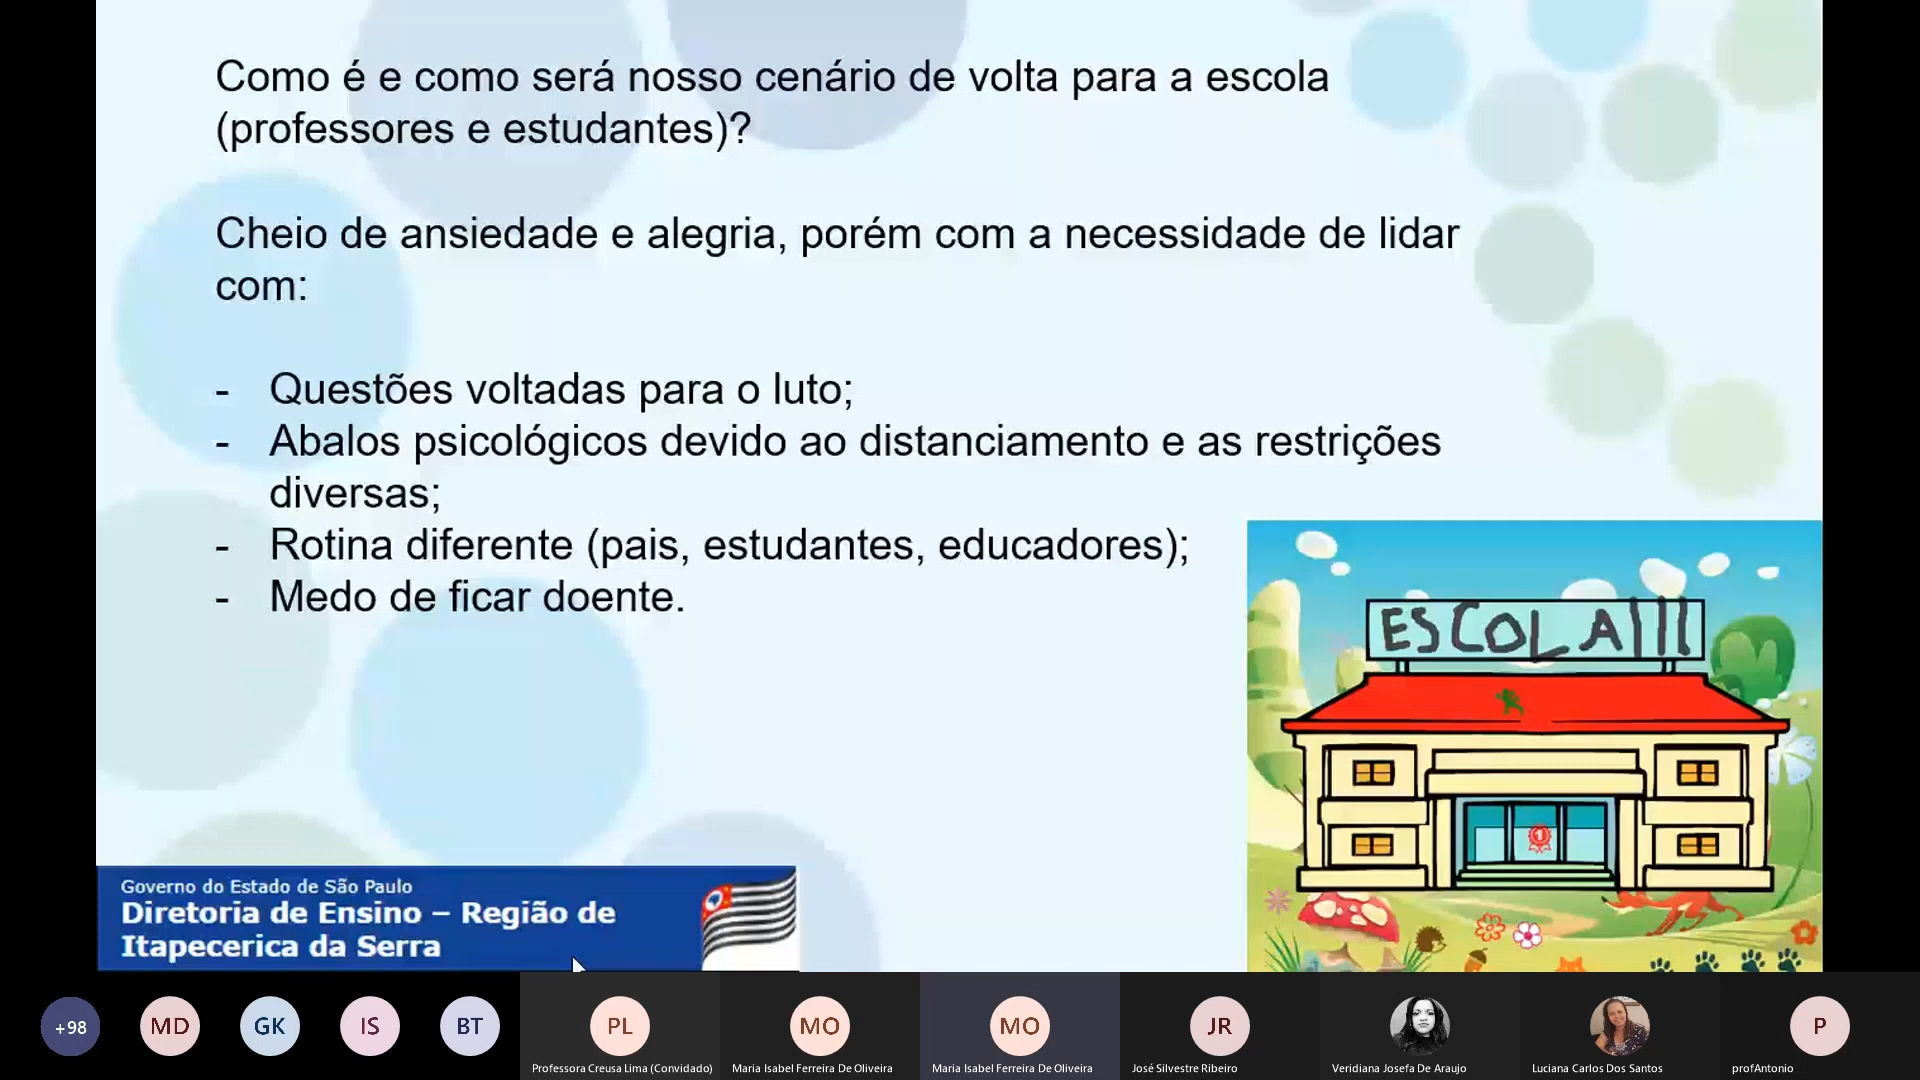 Como é e como será nosso cenário de volta para a escola
(professores e estudantes)?
Cheio de ansiedade e alegria, porém com a necessidade de lidar
com:
- Questões voltadas para o luto;
- Abalos psicológicos devido ao distanciamento e as restrições
diversas;
- Rotina diferente (pais, estudantes, educadores);
- Medo de ficar doente.
ESCOLA!!!
1
Governo do Estado de São Paulo
Diretoria de Ensino – Região de
Itapecerica da Serra
+98
MD
GK
IS
BT
PL
MO
MO
JR
P
Professora Creusa Lima (Convidado)
Maria Isabel Ferreira De Oliveira
Maria Isabel Ferreira De Oliveira
José Silvestre Ribeiro
Veridiana Josefa De Araujo
Luciana Carlos Dos Santos
profAntonio